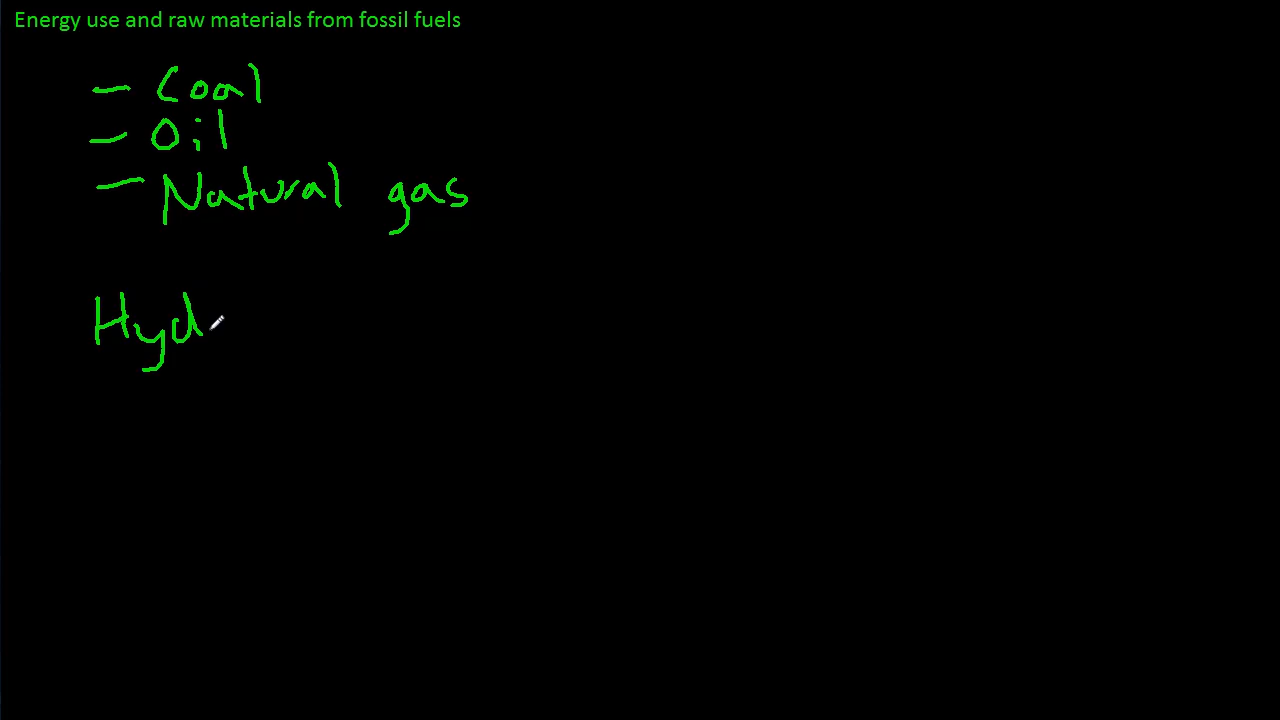 Energy use and raw materials from fossil fuels
– Coal
– Oil
– Natural gas
Hyd